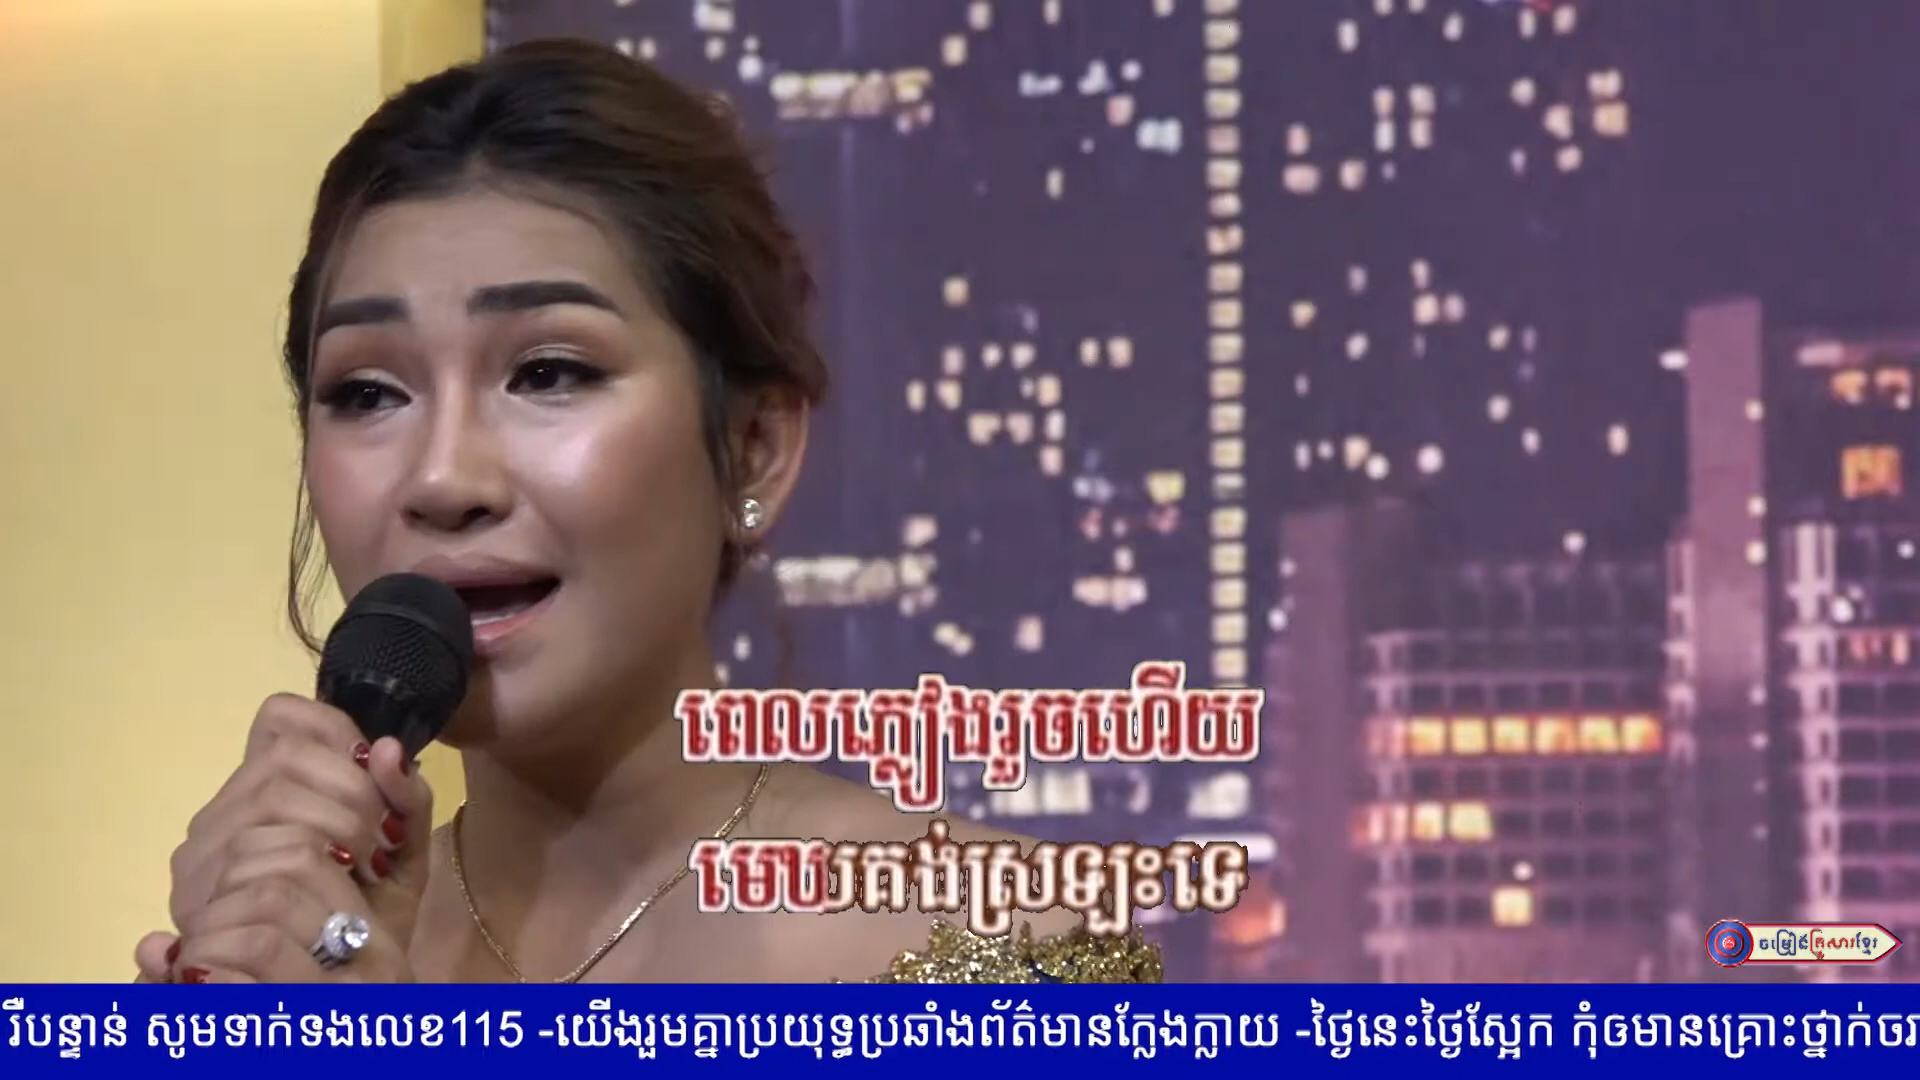 ពេលភ្លៀងរួចហើយ
មេឃគង់ស្រឡះទេ
ចម្រៀងគ្រួសារខ្មែរ
រឺបន្ទាន់ សូមទាក់ទងលេខ115 -យើងរួមគ្នាប្រយុទ្ធប្រឆាំងព័ត៌មានក្លែងក្លាយ -ថ្ងៃនេះថ្ងៃស្អែក កុំឲមានគ្រោះថ្នាក់ចរា